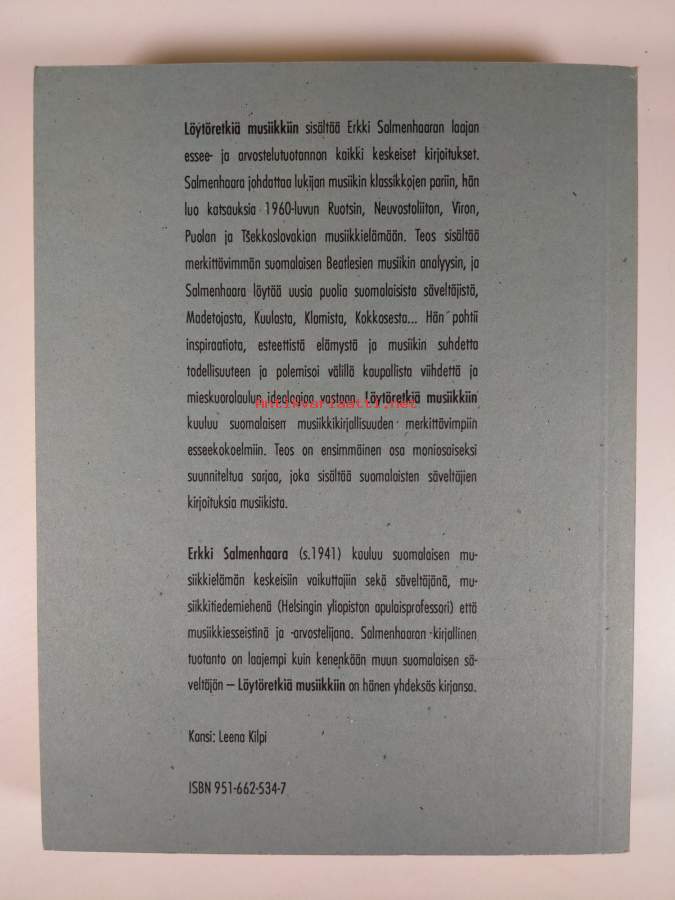 Löytöretkiä musiikkiin sisältää Erkki Salmenhaaran laajan
essee- ja arvostelutuotannon kaikki keskeiset kirjoitukset.
Salmenhaara johdattaa lukijan musiikin klassikkojen pariin, hän
luo katsauksia 1960-luvun Ruotsin, Neuvostoliiton, Viron,
Puolan ja Tšekkoslovakian musiikkielämään. Teos sisältää
merkittävimmän suomalaisen Beatlesien musiikin analyysin, ja
Salmenhaara löytää uusia puolia suomalaisista säveltäjistä,
Madetojasta, Kuulasta, Klamista, Kokkosesta... Hän pohtii
inspiraatiota, esteettistä elämystä ja musiikin suhdetta
todellisuuteen ja polemisoi välillä kaupallista viihdettä ja
mieskuorolaulun ideologiaa vastaan. Löytöretkiä musiikkiin
antikvariaatti.net
kuuluu suomalaisen musiikkikirjallisuuden merkittävimpiin
esseekokoelmiin. Teos on ensimmäinen osa moniosaiseksi
suunniteltua sarjaa, joka sisältää suomalaisten säveltäjien
kirjoituksia musiikista.
Erkki Salmenhaara (s.1941) kuuluu suomalaisen mu-
siikkielämän keskeisiin vaikuttajiin sekä säveltäjänä, mu-
siikkitiedemiehenä (Helsingin yliopiston apulaisprofessori) että
musiikkiesseistinä ja -arvostelijana. Salmenhaaran kirjallinen
tuotanto on laajempi kuin kenenkään muun suomalaisen sä-
veltäjän – Löytöretkiä musiikkiin on hänen yhdeksäs kirjansa.
Kansi: Leena Kilpi
ISBN 951-662-534-7